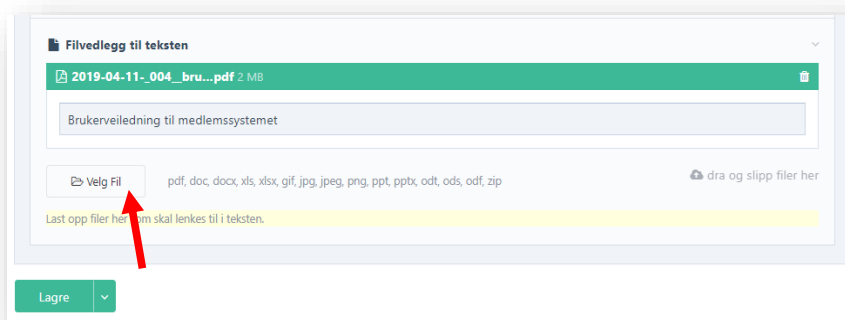 Filvedlegg til teksten
2019-04-11-_004__bru...pdf 2 MB
Brukerveiledning til medlemssystemet
Velg Fil pdf, doc, docx, xls, xlsx, gif, jpg, jpeg, png, ppt, pptx, odt, ods, odf, zip dra og slipp filer her
Last opp filer her som skal lenkes til i teksten.
Lagre